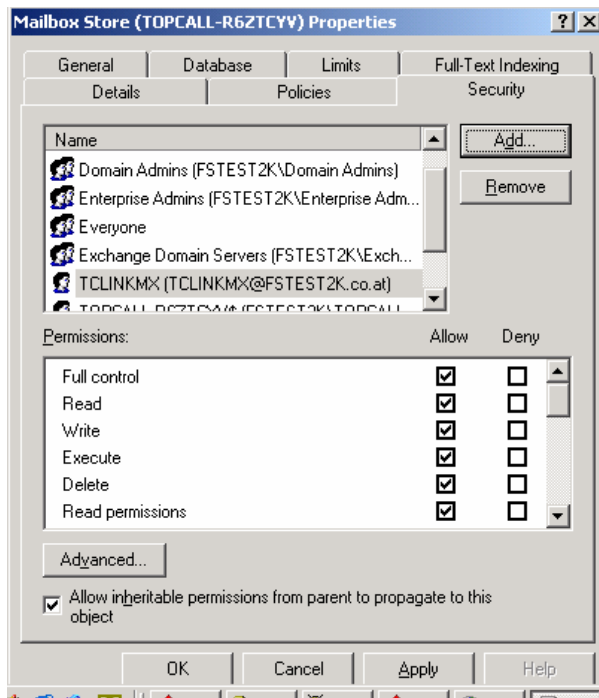 Mailbox Store (TOPCALL-R6ZTCYV) Properties
General Database Limits Full-Text Indexing
Details Policies Security
Name
Domain Admins (FSTEST2K\Domain Admins)
Enterprise Admins (FSTEST2K\Enterprise Adm...
Everyone
Exchange Domain Servers (FSTEST2K\Exch...
TCLINKMX (TCLINKMX@FSTEST2K.co.at)
Add...
Remove
Permissions: Allow Deny
Full control
Read
Write
Execute
Delete
Read permissions
Advanced...
Allow inheritable permissions from parent to propagate to this
object
OK Cancel Apply Help